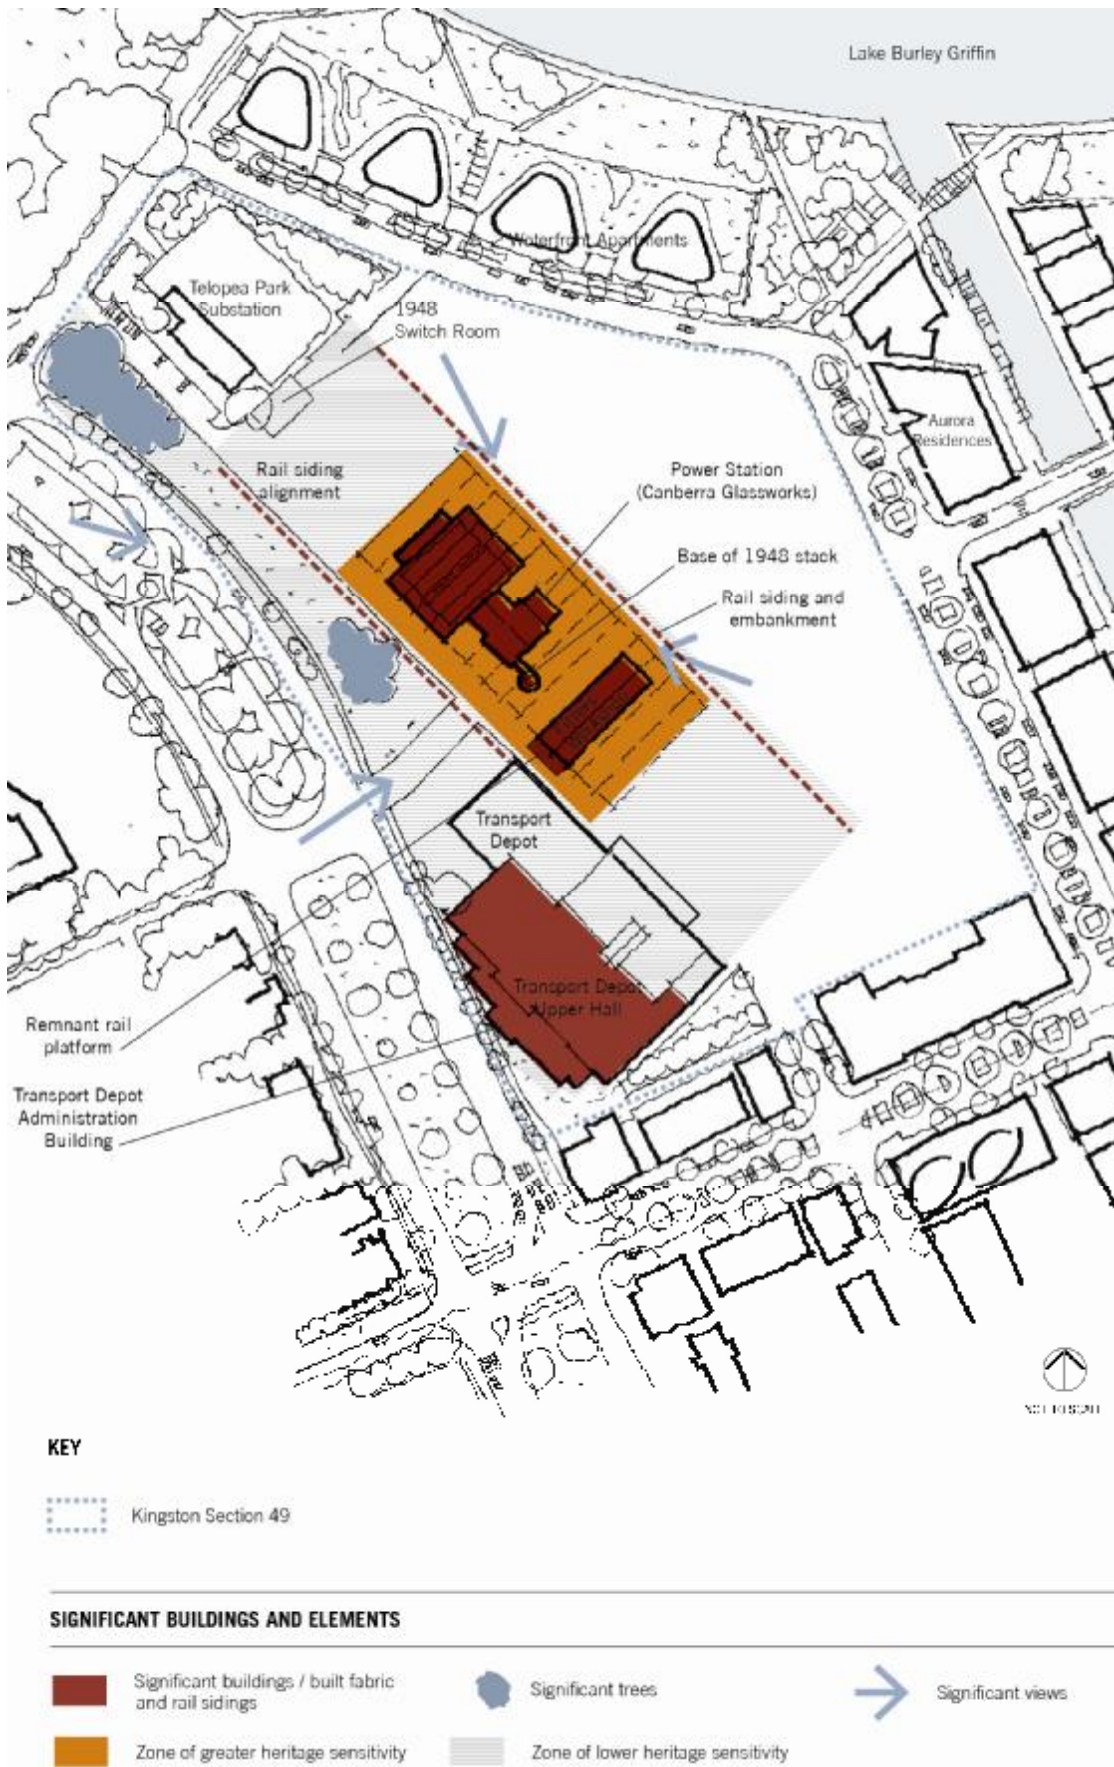 Lake Burley Griffin
Waterfront Apartments
Telopea Park
Substation
1948
Switch Room
Aurora
Residences
Rail siding
alignment
Power Station
(Canberra Glassworks)
Base of 1948 stack
Rail siding and
embankment
Transport
Depot
Transport Depot
Upper Hall
Remnant rail
platform
Transport Depot
Administration
Building
NOT TO SCALE
KEY
Kingston Section 49
SIGNIFICANT BUILDINGS AND ELEMENTS
Significant buildings / built fabric
and rail sidings
Significant trees
Significant views
Zone of greater heritage sensitivity
Zone of lower heritage sensitivity